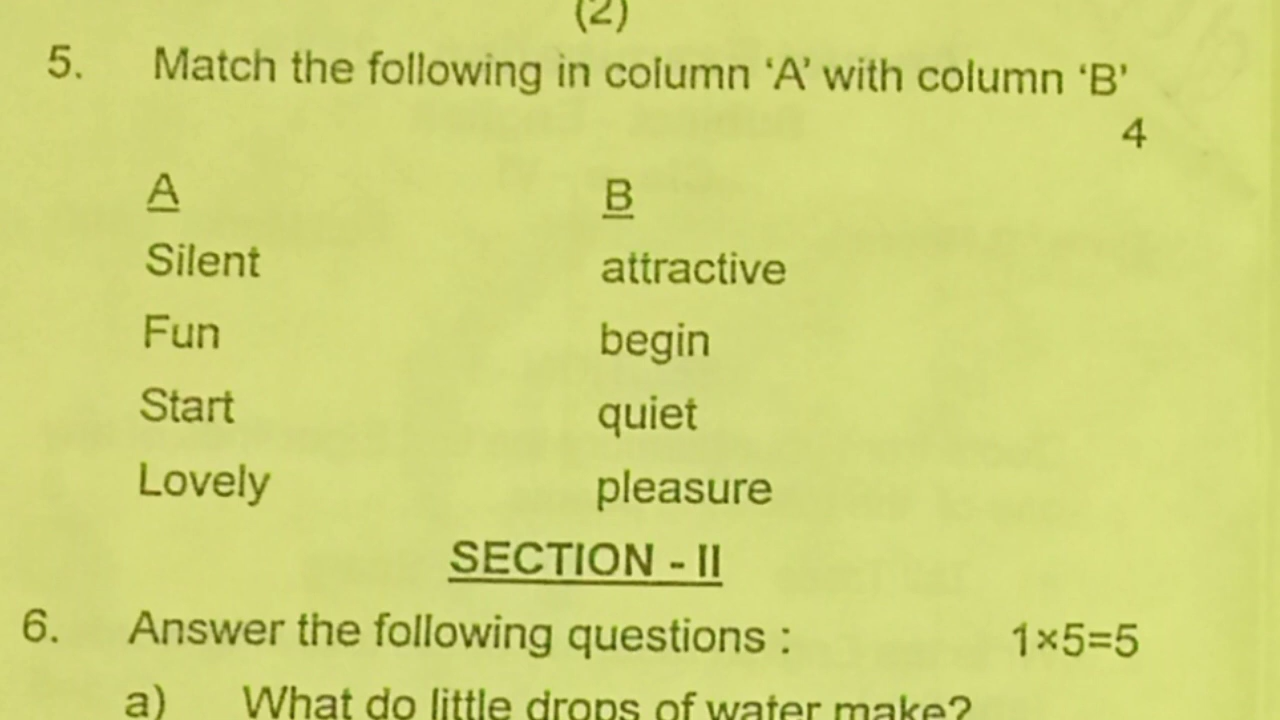 (2)
5. Match the following in column ‘A’ with column ‘B’
4
A B
Silent attractive
Fun begin
Start quiet
Lovely pleasure
SECTION - II
6. Answer the following questions : 1×5=5
a) What do little drops of water make?